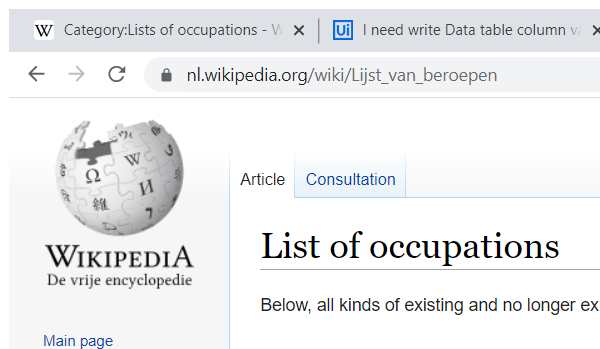 Category:Lists of occupations - W
Ui I need write Data table column va
nl.wikipedia.org/wiki/Lijst_van_beroepen
Ω W И 維
WIKIPEDIA
De vrije encyclopedie
Main page
Article Consultation
List of occupations
Below, all kinds of existing and no longer ex